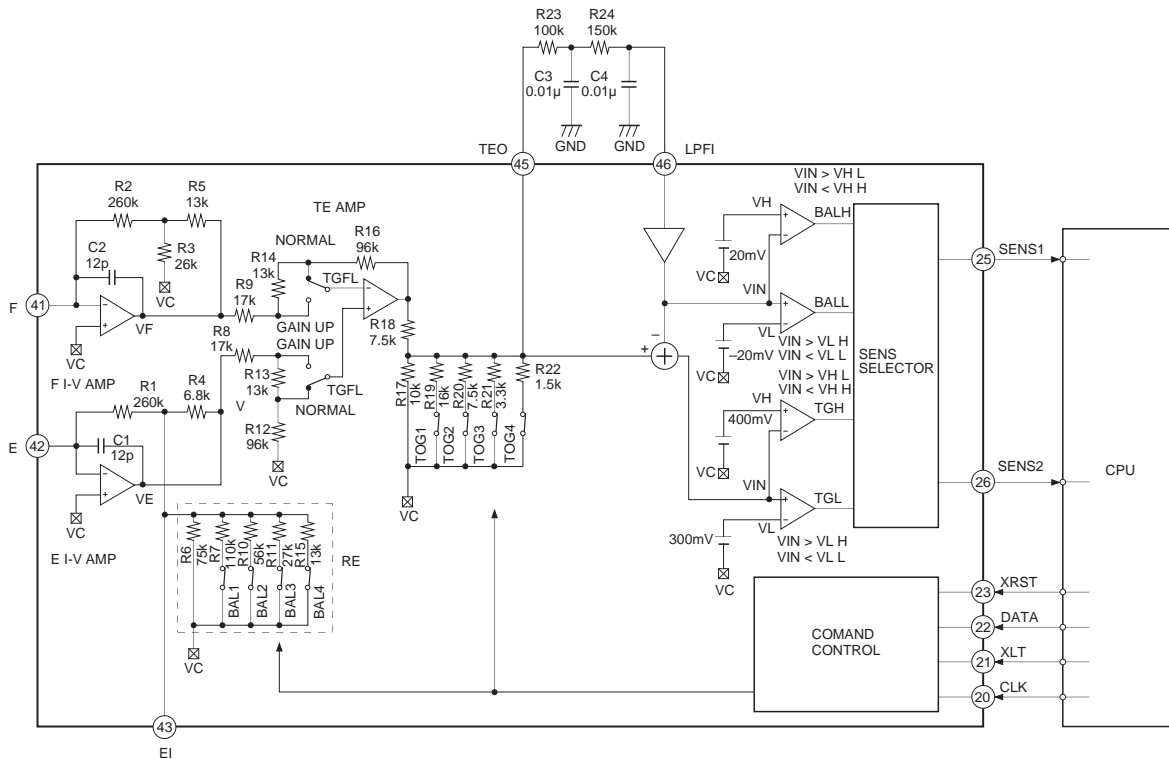 R23
100k
R24
150k
C3
0.01µ
C4
0.01µ
GND
GND
TEO
45
46
LPFI
R2
260k
R5
13k
C2
12p
R3
26k
VC
F
41
VC
VF
F I-V AMP
TE AMP
NORMAL
R16
96k
R14
13k
TGFL
R9
17k
GAIN UP
GAIN UP
R8
17k
R13
13k
TGFL
NORMAL
V
R12
96k
VC
R18
7.5k
R1
260k
R4
6.8k
E
42
C1
12p
VC
VE
E I-V AMP
R17
10k
R19
16k
R20
7.5k
R21
3.3k
R22
1.5k
TOG1
TOG2
TOG3
TOG4
VC
R6
75k
R7
110k
R10
56k
R11
27k
R15
13k
BAL1
BAL2
BAL3
BAL4
RE
VC
43
EI
VIN > VH L
VIN < VH H
VH
BALH
20mV
VC
VIN
BALL
VL
–20mV
VC
VIN > VL H
VIN < VL L
VIN > VH L
VIN < VH H
VH
TGH
400mV
VC
VIN
TGL
VL
300mV
VC
VIN > VL H
VIN < VL L
–
+
SENS
SELECTOR
25
SENS1
26
SENS2
CPU
COMAND
CONTROL
23
XRST
22
DATA
21
XLT
20
CLK